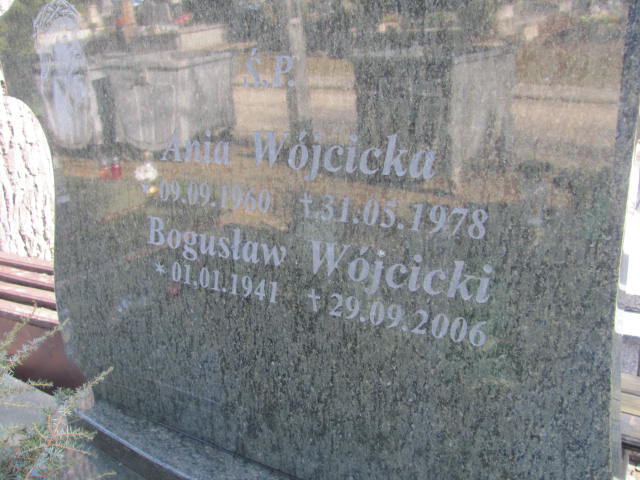 Ś.P.
Ania Wójcicka
* 09.09.1960 †.31.05.1978
Bogusław Wójcicki
* 01.01.1941 † 29.09.2006